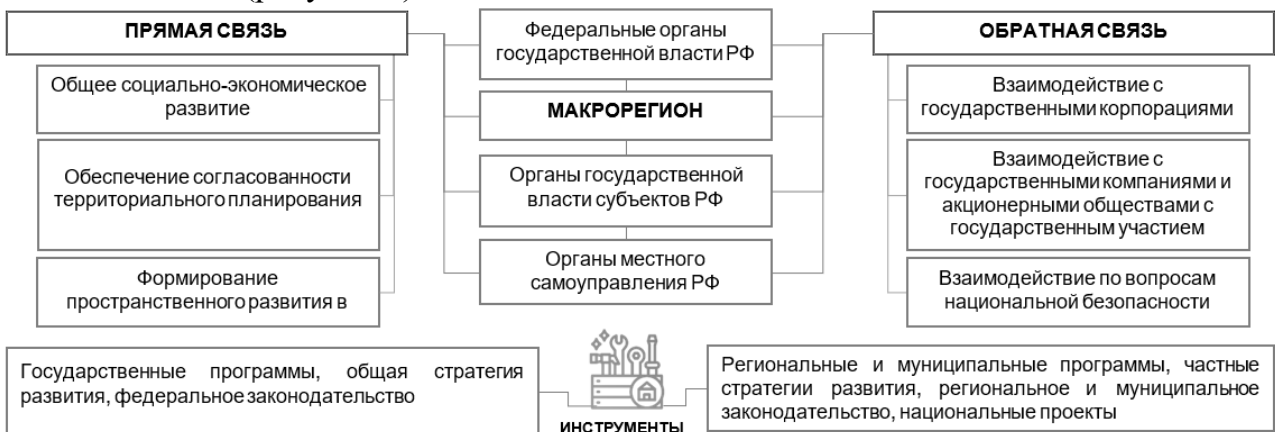 ПРЯМАЯ СВЯЗЬ
Общее социально-экономическое
развитие
Обеспечение согласованности
территориального планирования
Формирование
пространственного развития в
Федеральные органы
государственной власти РФ
МАКРОРЕГИОН
Органы государственной
власти субъектов РФ
Органы местного
самоуправления РФ
ОБРАТНАЯ СВЯЗЬ
Взаимодействие с
государственными корпорациями
Взаимодействие с
государственными компаниями и
акционерными обществами с
государственным участием
Взаимодействие по вопросам
национальной безопасности
Государственные программы, общая стратегия
развития, федеральное законодательство
ИНСТРУМЕНТЫ
Региональные и муниципальные программы, частные
стратегии развития, региональное и муниципальное
законодательство, национальные проекты